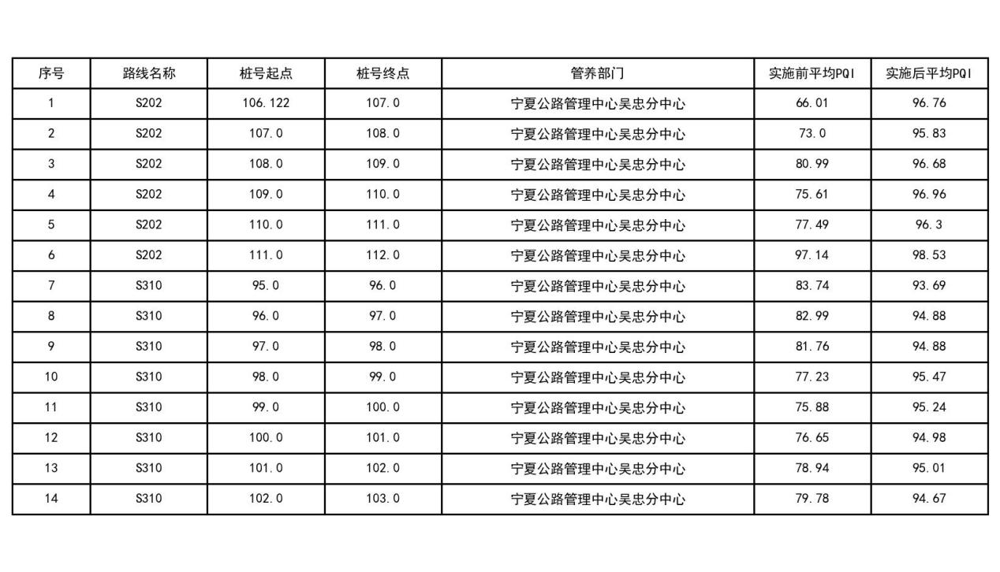 序号 路线名称 桩号起点 桩号终点 管养部门 实施前平均PQI 实施后平均PQI
1 S202 106.122 107.0 宁夏公路管理中心吴忠分中心 66.01 96.76
2 S202 107.0 108.0 宁夏公路管理中心吴忠分中心 73.0 95.83
3 S202 108.0 109.0 宁夏公路管理中心吴忠分中心 80.99 96.68
4 S202 109.0 110.0 宁夏公路管理中心吴忠分中心 75.61 96.96
5 S202 110.0 111.0 宁夏公路管理中心吴忠分中心 77.49 96.3
6 S202 111.0 112.0 宁夏公路管理中心吴忠分中心 97.14 98.53
7 S310 95.0 96.0 宁夏公路管理中心吴忠分中心 83.74 93.69
8 S310 96.0 97.0 宁夏公路管理中心吴忠分中心 82.99 94.88
9 S310 97.0 98.0 宁夏公路管理中心吴忠分中心 81.76 94.88
10 S310 98.0 99.0 宁夏公路管理中心吴忠分中心 77.23 95.47
11 S310 99.0 100.0 宁夏公路管理中心吴忠分中心 75.88 95.24
12 S310 100.0 101.0 宁夏公路管理中心吴忠分中心 76.65 94.98
13 S310 101.0 102.0 宁夏公路管理中心吴忠分中心 78.94 95.01
14 S310 102.0 103.0 宁夏公路管理中心吴忠分中心 79.78 94.67